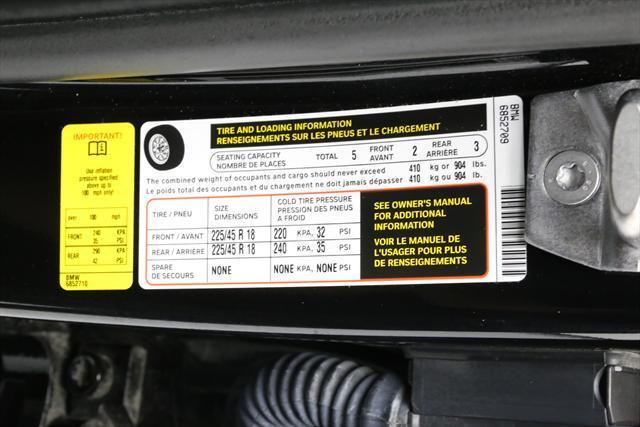 IMPORTANT!
Use inflation
pressure specified
above up to
100 mph only!
over 100 mph
FRONT 240 KPA
35 PSI
REAR 290 KPA
42 PSI
BMW
6852710
TIRE AND LOADING INFORMATION
RENSEIGNEMENTS SUR LES PNEUS ET LE CHARGEMENT
SEATING CAPACITY
NOMBRE DE PLACES
TOTAL 5
FRONT
AVANT
2
REAR
ARRIÈRE
3
The combined weight of occupants and cargo should never exceed 410 kg or 904 lbs.
Le poids total des occupants et du chargement ne doit jamais dépasser 410 kg ou 904 lb.
TIRE / PNEU
SIZE
DIMENSIONS
COLD TIRE PRESSURE
PRESSION DES PNEUS
A FROID
FRONT / AVANT 225/45 R 18 220 KPA, 32 PSI
REAR / ARRIÈRE 225/45 R 18 240 KPA, 35 PSI
SPARE
DE SECOURS
NONE NONE KPA, NONE PSI
SEE OWNER'S MANUAL
FOR ADDITIONAL
INFORMATION
VOIR LE MANUEL DE
L'USAGER POUR PLUS
DE RENSEIGNEMENTS
BMW
6852709